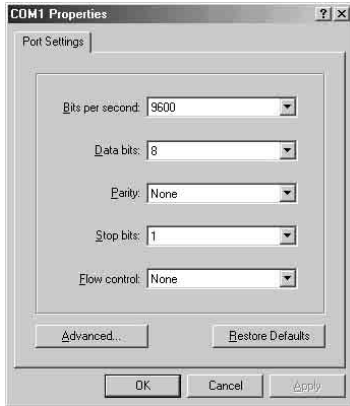 COM1 Properties
Port Settings
Bits per second: 9600
Data bits: 8
Parity: None
Stop bits: 1
Flow control: None
Advanced... Restore Defaults
OK Cancel Apply